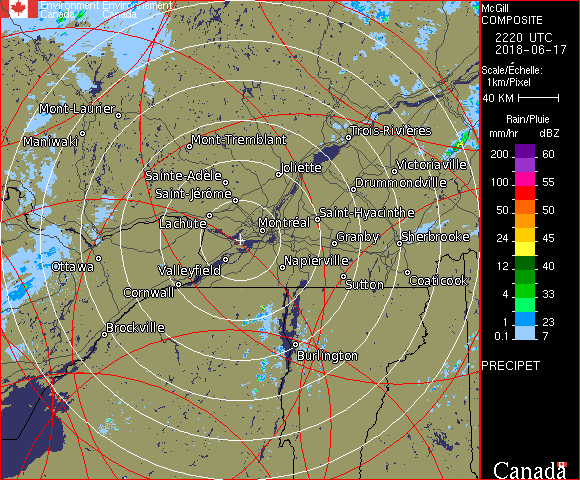 Environment Environnement
Canada Canada
McGill
COMPOSITE
2220 UTC
2018-06-17
Scale/Échelle:
1km/Pixel
40 KM
Rain/Pluie
mm/hr dBZ
200 60
100 55
50 50
24 45
12 40
4 33
1 23
0.1 7
PRECIPET
Canada
Mont-Laurier
Maniwaki
Mont-Tremblant
Trois-Rivières
Joliette
Victoriaville
Sainte-Adèle
Drummondville
Saint-Jérôme
Lachute
Saint-Hyacinthe
Montréal
Granby
Sherbrooke
Ottawa
Valleyfield
Napierville
Cornwall
Sutton
Coaticook
Brockville
Burlington